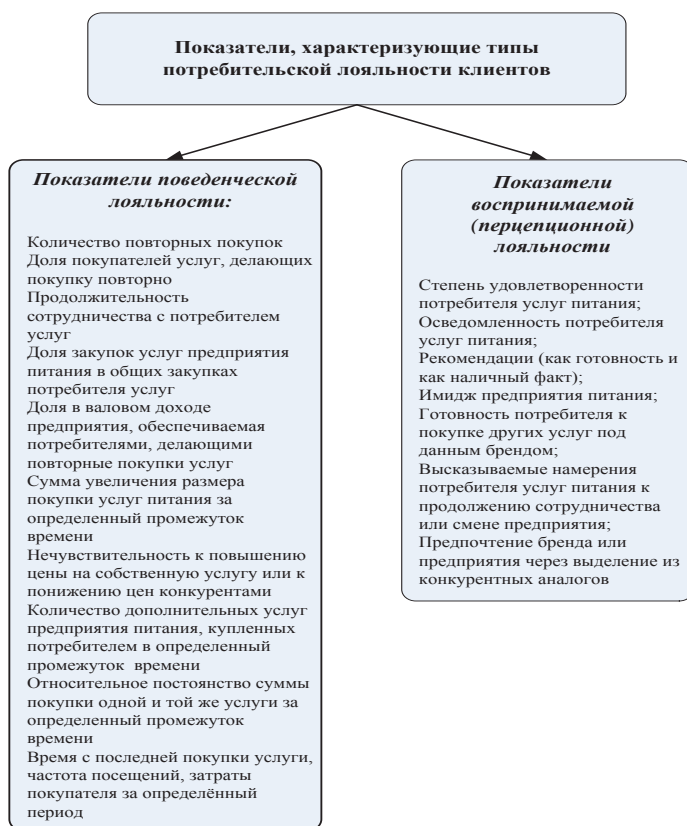 Показатели, характеризующие типы
потребительской лояльности клиентов
Показатели поведенческой
лояльности:
Количество повторных покупок
Доля покупателей услуг, делающих
покупку повторно
Продолжительность
сотрудничества с потребителем
услуг
Доля закупок услуг предприятия
питания в общих закупках
потребителя услуг
Доля в валовом доходе
предприятия, обеспечиваемая
потребителями, делающими
повторные покупки услуг
Сумма увеличения размера
покупки услуг питания за
определенный промежуток
времени
Нечувствительность к повышению
цены на собственную услугу или к
понижению цен конкурентами
Количество дополнительных услуг
предприятия питания, купленных
потребителем в определенный
промежуток времени
Относительное постоянство суммы
покупки одной и той же услуги за
определенный промежуток
времени
Время с последней покупки услуги,
частота посещений, затраты
покупателя за определённый
период
Показатели
воспринимаемой
(перцепционной)
лояльности
Степень удовлетворенности
потребителя услуг питания;
Осведомленность потребителя
услуг питания;
Рекомендации (как готовность и
как наличный факт);
Имидж предприятия питания;
Готовность потребителя к
покупке других услуг под
данным брендом;
Высказываемые намерения
потребителя услуг питания к
продолжению сотрудничества
или смене предприятия;
Предпочтение бренда или
предприятия через выделение из
конкурентных аналогов